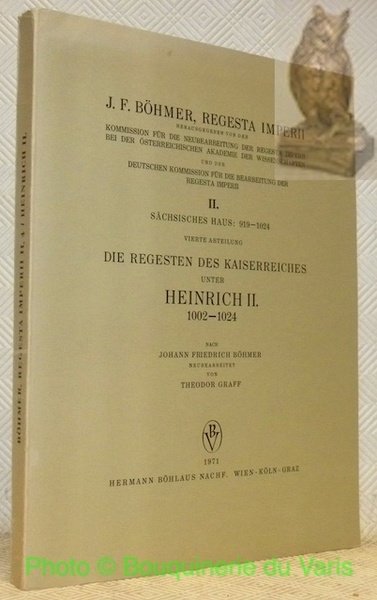 J. F. BÖHMER, REGESTA IMPERII
HERAUSGEGEBEN VON DER
KOMMISSION FÜR DIE NEUBEARBEITUNG DER REGESTA IMPERII
BEI DER ÖSTERREICHISCHEN AKADEMIE DER WISSENSCHAFTEN
UND DER
DEUTSCHEN KOMMISSION FÜR DIE BEARBEITUNG DER
REGESTA IMPERII
II.
SÄCHSISCHES HAUS: 919–1024
VIERTE ABTEILUNG
DIE REGESTEN DES KAISERREICHES
UNTER
HEINRICH II.
1002–1024
NACH
JOHANN FRIEDRICH BÖHMER
NEUBEARBEITET
VON
THEODOR GRAFF
BV
1971
HERMANN BÖHLAUS NACHF. WIEN–KÖLN–GRAZ
BÖHMER, REGESTA IMPERII II, 4 / HEINRICH II.
Photo © Bouquinerie du Varis